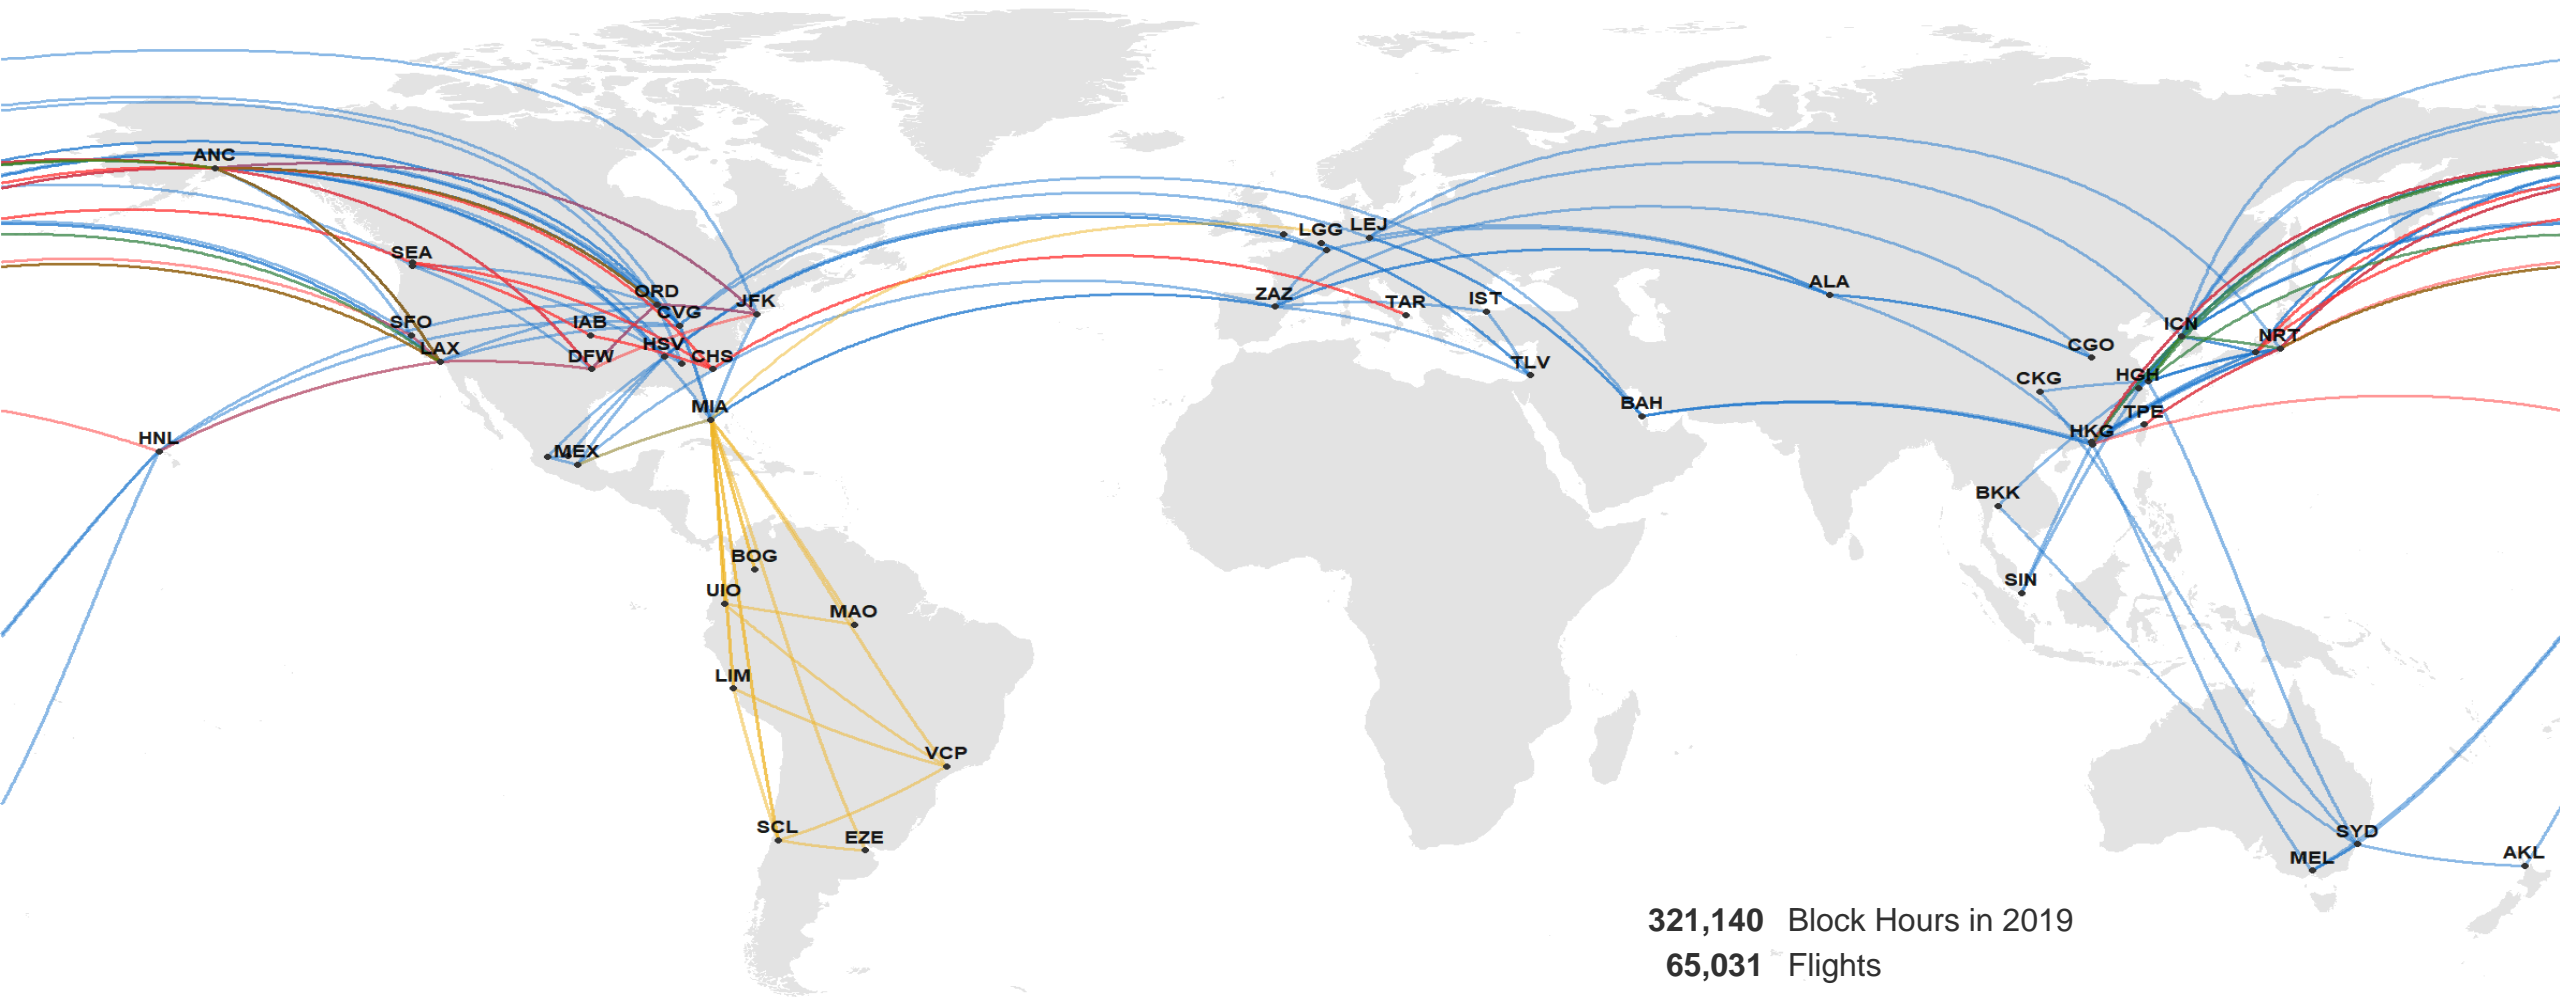 ANC
SEA
SFO
LAX
HNL
ORD
CVG
JFK
IAB
DFW
HSV
CHS
MIA
MEX
BOG
UIO
MAO
LIM
VCP
SCL
EZE
LGG
LEJ
ZAZ
TAR
IST
TLV
BAH
ALA
CGO
CKG
ICN
NRT
HGH
TPE
HKG
BKK
SIN
SYD
MEL
AKL
321,140 Block Hours in 2019
65,031 Flights